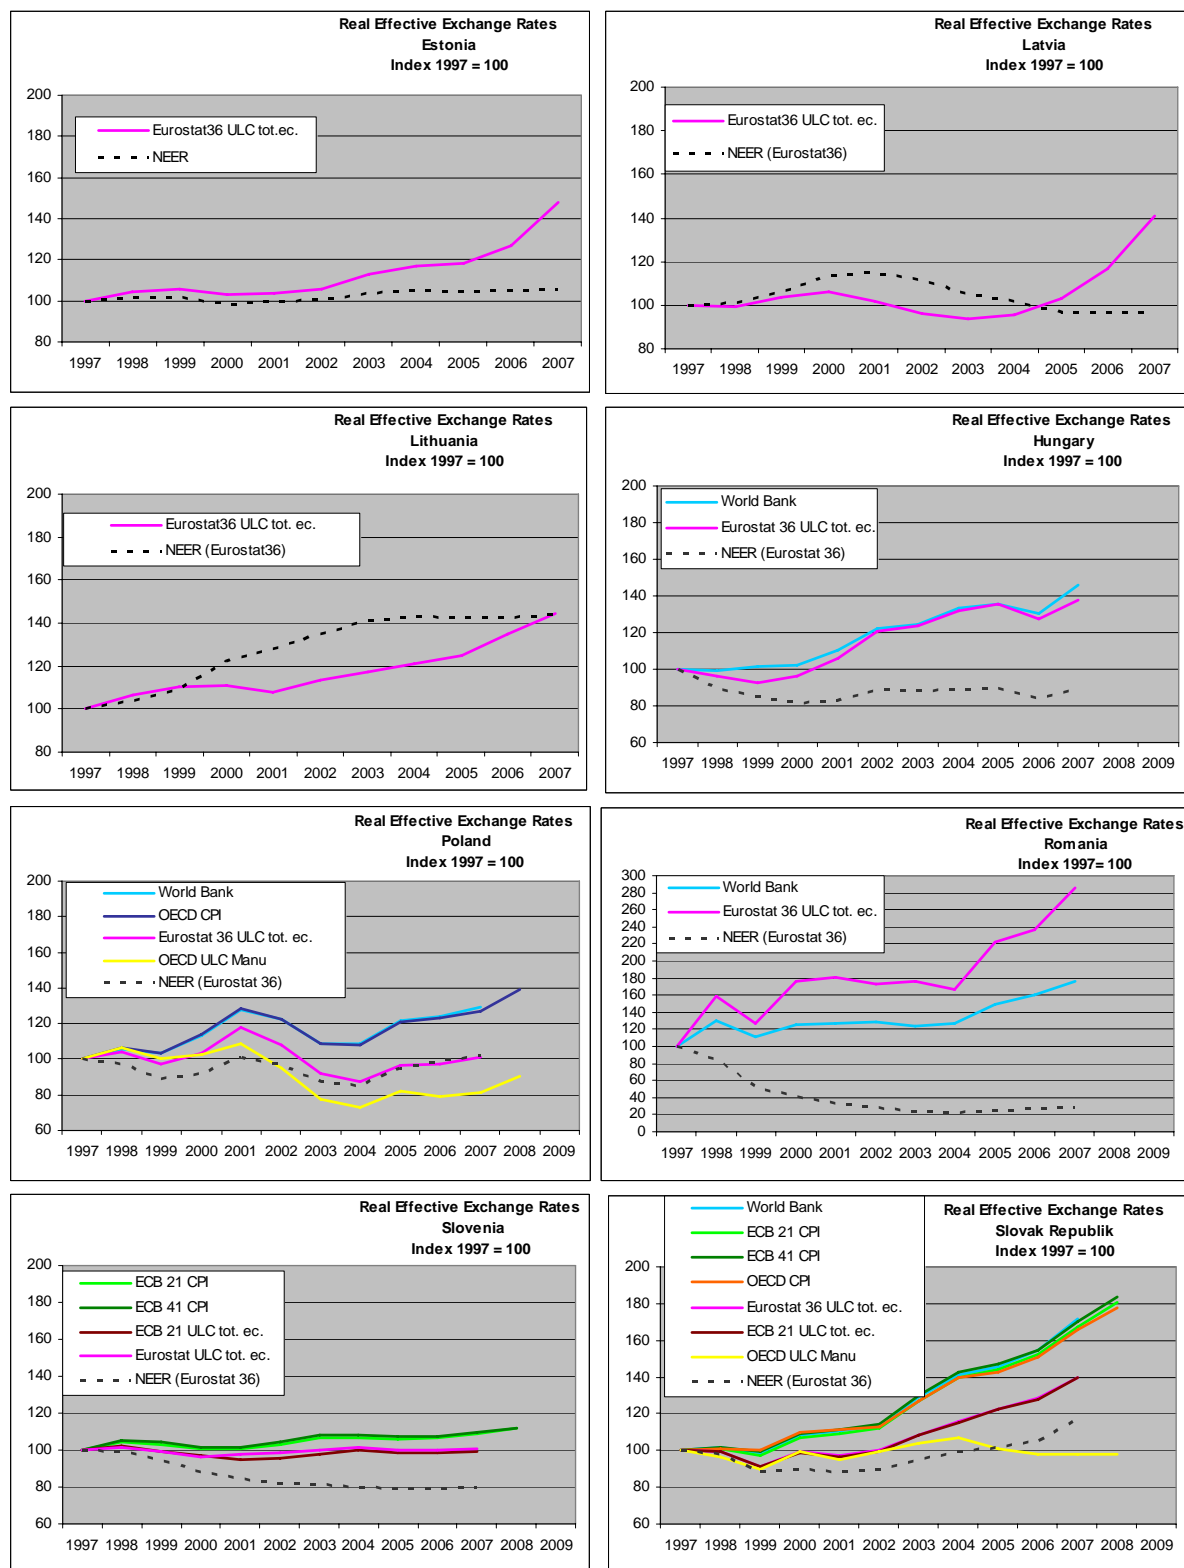 Real Effective Exchange Rates
Estonia
Index 1997 = 100
200
180
160
140
120
100
80
Eurostat36 ULC tot.ec.
NEER
1997 1998 1999 2000 2001 2002 2003 2004 2005 2006 2007
Real Effective Exchange Rates
Latvia
Index 1997 = 100
200
180
160
140
120
100
80
Eurostat36 ULC tot. ec.
NEER (Eurostat36)
1997 1998 1999 2000 2001 2002 2003 2004 2005 2006 2007
Real Effective Exchange Rates
Lithuania
Index 1997 = 100
200
180
160
140
120
100
80
Eurostat36 ULC tot. ec.
NEER (Eurostat36)
1997 1998 1999 2000 2001 2002 2003 2004 2005 2006 2007
Real Effective Exchange Rates
Hungary
Index 1997 = 100
200
180
160
140
120
100
80
60
World Bank
Eurostat 36 ULC tot. ec.
NEER (Eurostat 36)
1997 1998 1999 2000 2001 2002 2003 2004 2005 2006 2007 2008 2009
Real Effective Exchange Rates
Poland
Index 1997 = 100
200
180
160
140
120
100
80
60
World Bank
OECD CPI
Eurostat 36 ULC tot. ec.
OECD ULC Manu
NEER (Eurostat 36)
1997 1998 1999 2000 2001 2002 2003 2004 2005 2006 2007 2008 2009
Real Effective Exchange Rates
Romania
Index 1997= 100
300
280
260
240
220
200
180
160
140
120
100
80
60
40
20
0
World Bank
Eurostat 36 ULC tot. ec.
NEER (Eurostat 36)
1997 1998 1999 2000 2001 2002 2003 2004 2005 2006 2007 2008 2009
Real Effective Exchange Rates
Slovenia
Index 1997 = 100
200
180
160
140
120
100
80
60
ECB 21 CPI
ECB 41 CPI
ECB 21 ULC tot. ec.
Eurostat ULC tot. ec.
NEER (Eurostat 36)
1997 1998 1999 2000 2001 2002 2003 2004 2005 2006 2007 2008 2009
Real Effective Exchange Rates
Slovak Republik
Index 1997 = 100
200
180
160
140
120
100
80
60
World Bank
ECB 21 CPI
ECB 41 CPI
OECD CPI
Eurostat 36 ULC tot. ec.
ECB 21 ULC tot. ec.
OECD ULC Manu
NEER (Eurostat 36)
1997 1998 1999 2000 2001 2002 2003 2004 2005 2006 2007 2008 2009